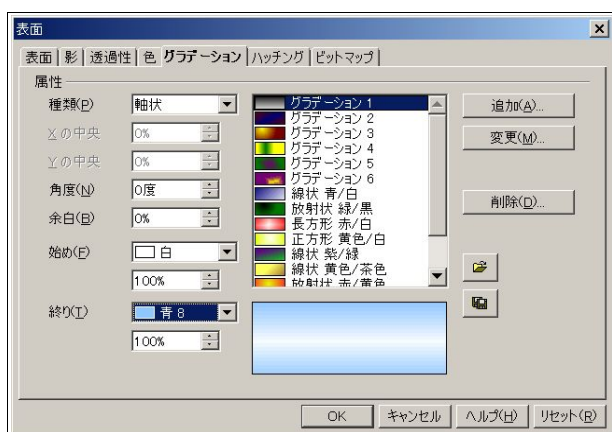 表面
表面 影 透過性 色 グラデーション ハッチング ビットマップ
属性
種類(P) 軸状
Xの中央 0%
Yの中央 0%
角度(N) 0度
余白(B) 0%
始め(F) 白
100%
終り(T) 青 8
100%
グラデーション 1
グラデーション 2
グラデーション 3
グラデーション 4
グラデーション 5
グラデーション 6
線状 青/白
放射状 緑/黒
長方形 赤/白
正方形 黄色/白
線状 紫/緑
線状 黄色/茶色
放射状 赤/黄色
追加(A)...
変更(M)...
削除(D)...
OK キャンセル ヘルプ(H) リセット(R)